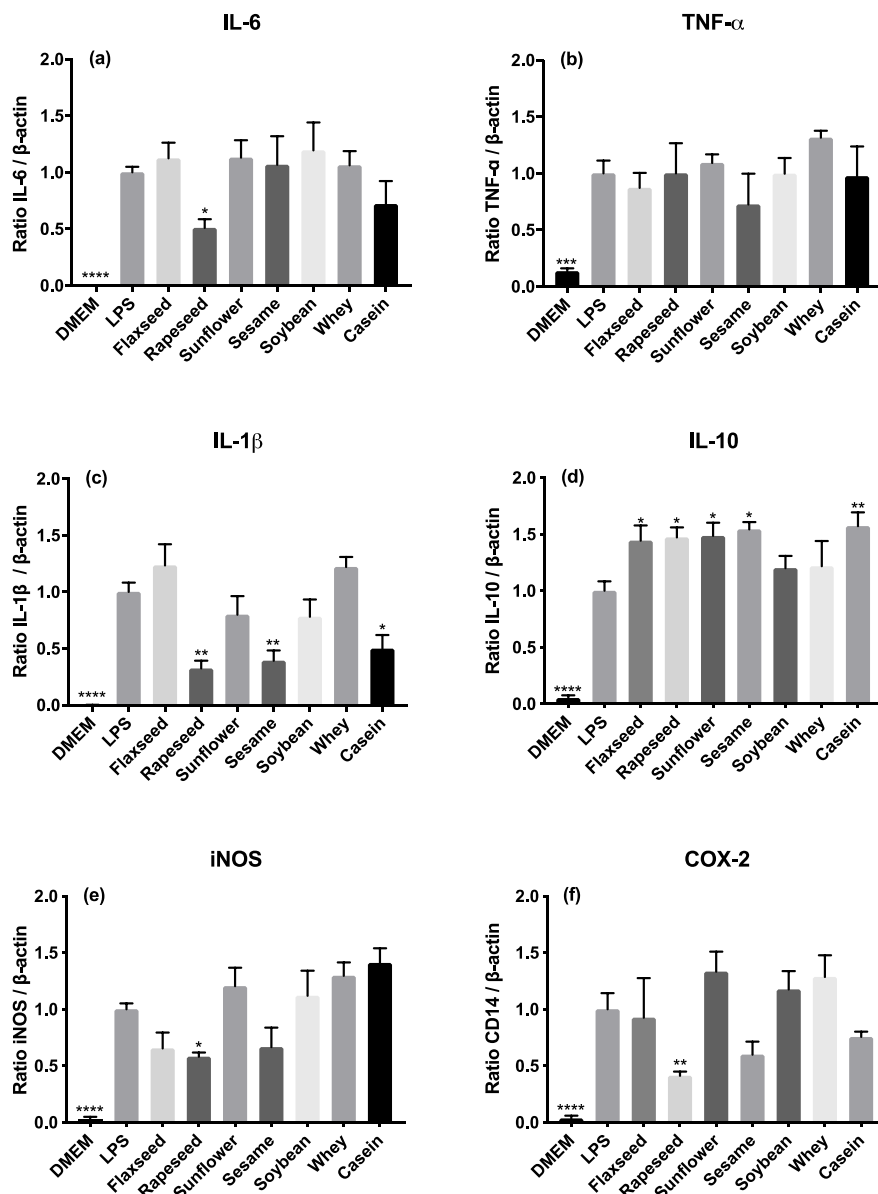 IL-6
(a)
Ratio IL-6 / β-actin
2.0
1.5
1.0
0.5
0.0
****
*
DMEM
LPS
Flaxseed
Rapeseed
Sunflower
Sesame
Soybean
Whey
Casein
TNF-α
(b)
Ratio TNF-α / β-actin
2.0
1.5
1.0
0.5
0.0
***
DMEM
LPS
Flaxseed
Rapeseed
Sunflower
Sesame
Soybean
Whey
Casein
IL-1β
(c)
Ratio IL-1β / β-actin
2.0
1.5
1.0
0.5
0.0
****
**
**
*
DMEM
LPS
Flaxseed
Rapeseed
Sunflower
Sesame
Soybean
Whey
Casein
IL-10
(d)
Ratio IL-10 / β-actin
2.0
1.5
1.0
0.5
0.0
****
*
*
*
*
**
DMEM
LPS
Flaxseed
Rapeseed
Sunflower
Sesame
Soybean
Whey
Casein
iNOS
(e)
Ratio iNOS / β-actin
2.0
1.5
1.0
0.5
0.0
****
*
DMEM
LPS
Flaxseed
Rapeseed
Sunflower
Sesame
Soybean
Whey
Casein
COX-2
(f)
Ratio CD14 / β-actin
2.0
1.5
1.0
0.5
0.0
****
**
DMEM
LPS
Flaxseed
Rapeseed
Sunflower
Sesame
Soybean
Whey
Casein